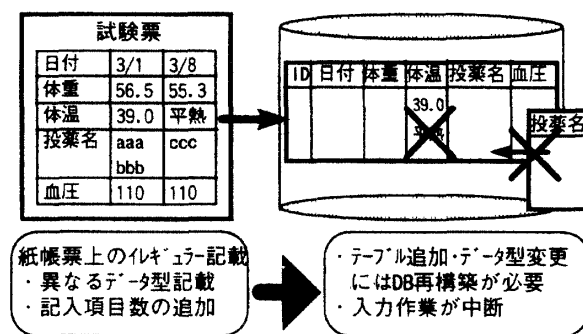 試験票
日付 3/1 3/8
体重 56.5 55.3
体温 39.0 平熱
投薬名 aaa ccc
bbb
血圧 110 110
ID 日付 体重 体温 投薬名 血圧
39.0
平熱
投薬名
紙帳票上のイレギュラー記載
・異なるデータ型記載
・記入項目数の追加
・テーブル追加・データ型変更
にはDB再構築が必要
・入力作業が中断